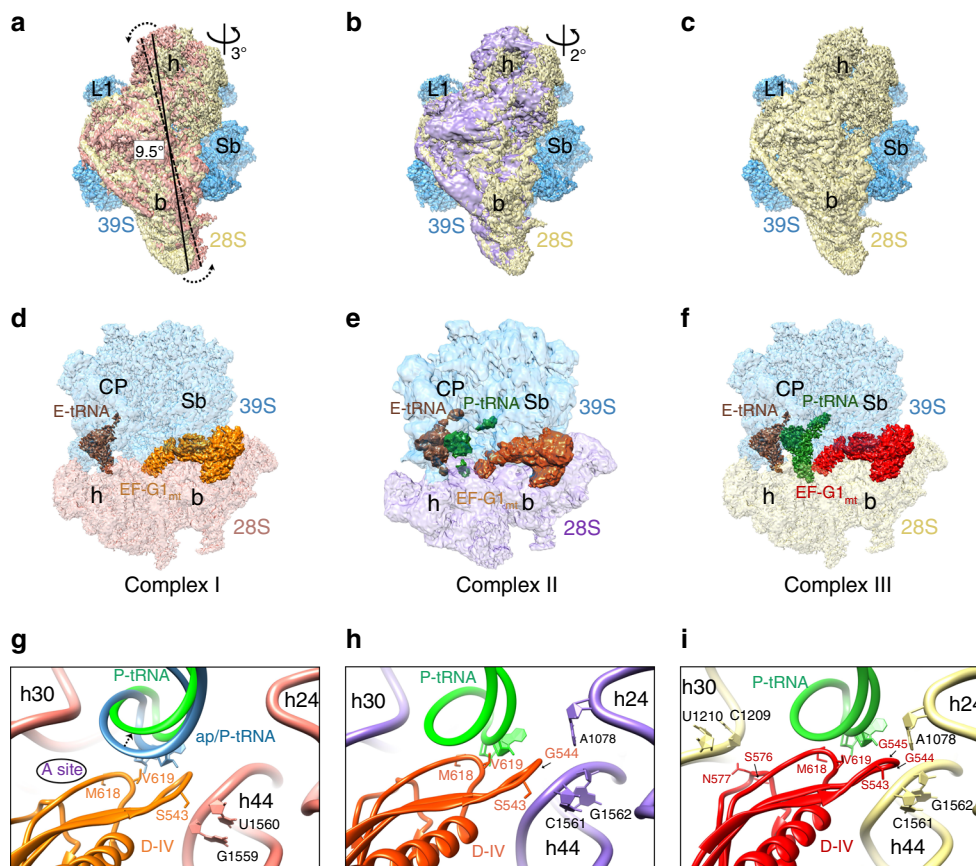 a
h
3°
L1
9.5°
Sb
b
39S
28S
b
h
2°
L1
Sb
b
39S
28S
c
h
L1
Sb
b
39S
28S
d
CP
Sb
E-tRNA
39S
EF-G1mt
h
b
28S
Complex I
e
CP
E-tRNA
P-tRNA
Sb
39S
EF-G1mt
h
b
28S
Complex II
f
CP
P-tRNA
Sb
E-tRNA
39S
EF-G1mt
h
b
28S
Complex III
g
P-tRNA
h30
h24
ap/P-tRNA
A site
V619
M618
S543
h44
U1560
D-IV
G1559
h
h30
P-tRNA
h24
A1078
V619
G544
M618
S543
G1562
C1561
D-IV
h44
i
h30
P-tRNA
h24
U1210
C1209
A1078
G545
S576
V619
G544
M618
N577
S543
G1562
C1561
D-IV
h44